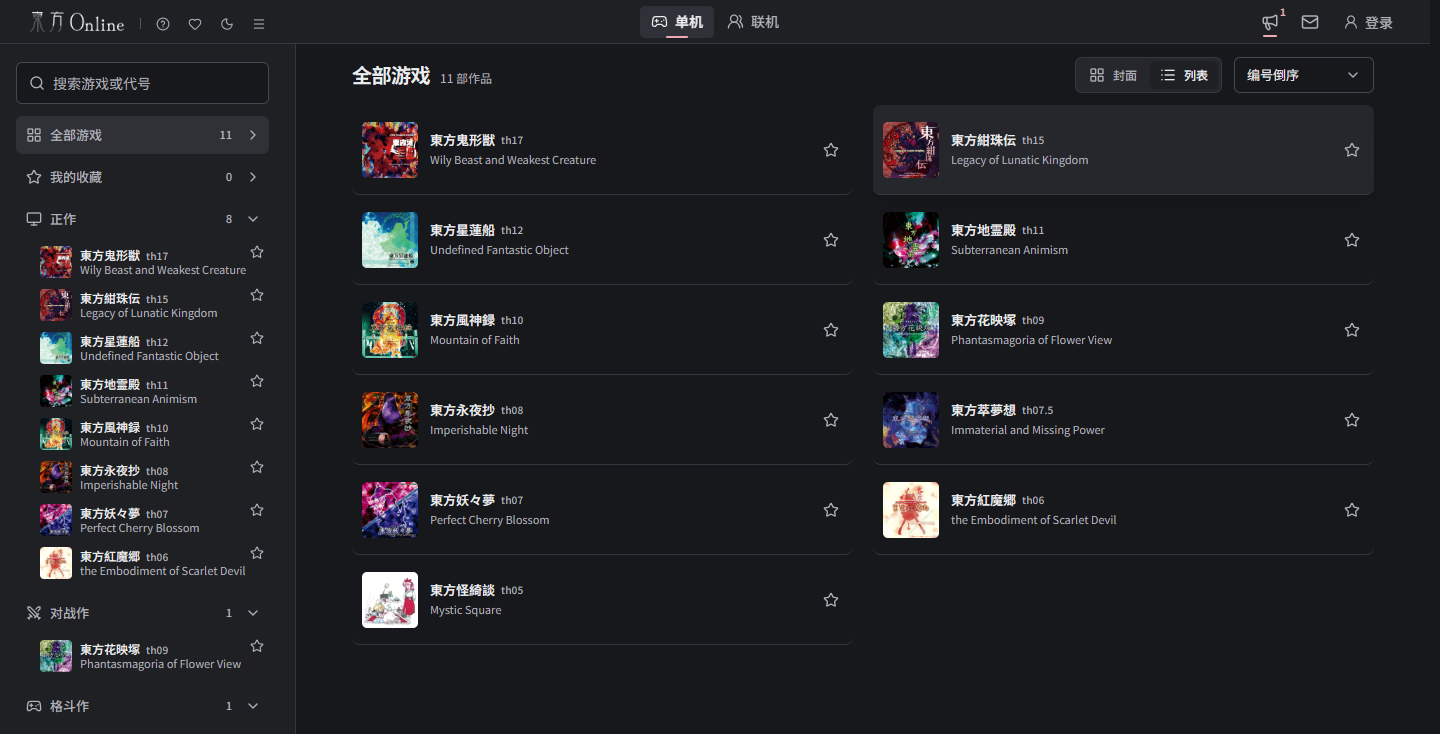 東方Online
单机
联机
1
登录
搜索游戏或代号
全部游戏 11
我的收藏 0
正作 8
東方鬼形獣 th17
Wily Beast and Weakest Creature
東方紺珠伝 th15
Legacy of Lunatic Kingdom
東方星蓮船 th12
Undefined Fantastic Object
東方地霊殿 th11
Subterranean Animism
東方風神録 th10
Mountain of Faith
東方永夜抄 th08
Imperishable Night
東方妖々夢 th07
Perfect Cherry Blossom
東方紅魔郷 th06
the Embodiment of Scarlet Devil
对战作 1
東方花映塚 th09
Phantasmagoria of Flower View
格斗作 1
全部游戏 11 部作品
封面
列表
编号倒序
東方鬼形獣 th17
Wily Beast and Weakest Creature
東方紺珠伝 th15
Legacy of Lunatic Kingdom
東方星蓮船 th12
Undefined Fantastic Object
東方地霊殿 th11
Subterranean Animism
東方風神録 th10
Mountain of Faith
東方花映塚 th09
Phantasmagoria of Flower View
東方永夜抄 th08
Imperishable Night
東方萃夢想 th07.5
Immaterial and Missing Power
東方妖々夢 th07
Perfect Cherry Blossom
東方紅魔郷 th06
the Embodiment of Scarlet Devil
東方怪綺談 th05
Mystic Square